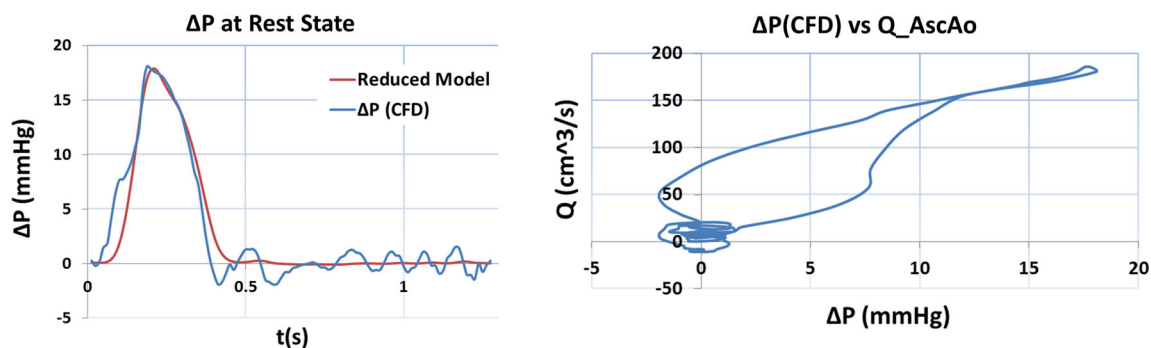 ΔP at Rest State
20
15
10
5
0
-5
0
0.5
1
ΔP (mmHg)
t(s)
Reduced Model
ΔP (CFD)
ΔP(CFD) vs Q_AscAo
200
150
100
50
0
-50
-5
0
5
10
15
20
Q (cm^3/s)
ΔP (mmHg)